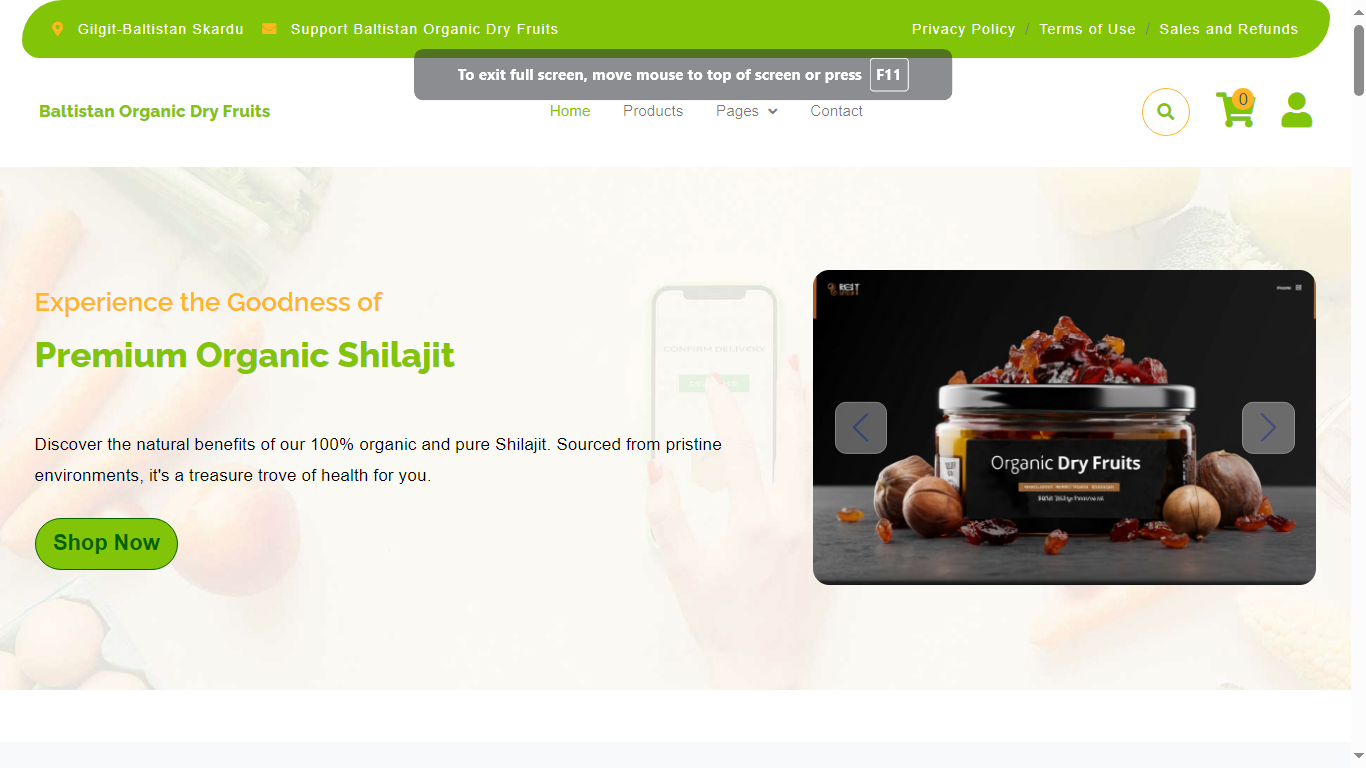 Gilgit-Baltistan Skardu Support Baltistan Organic Dry Fruits Privacy Policy / Terms of Use / Sales and Refunds
To exit full screen, move mouse to top of screen or press F11
Baltistan Organic Dry Fruits Home Products Pages Contact 0
Experience the Goodness of
Premium Organic Shilajit
CONFIRM DELIVERY
Discover the natural benefits of our 100% organic and pure Shilajit. Sourced from pristine
environments, it's a treasure trove of health for you.
Shop Now
Organic Dry Fruits